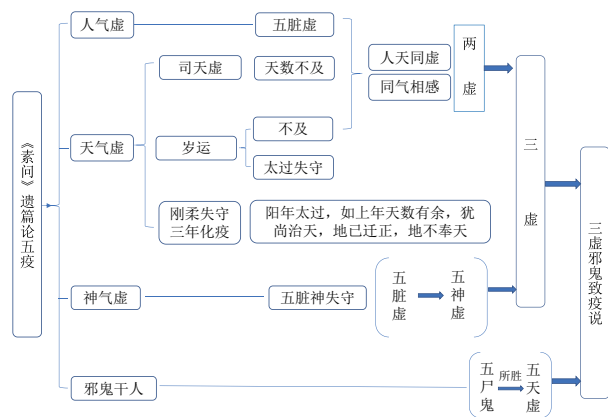 《素问》遗篇论五疫
人气虚
五脏虚
天气虚
司天虚
天数不及
岁运
不及
太过失守
刚柔失守
三年化疫
阳年太过，如上年天数有余，犹
尚治天，地已迁正，地不奉天
人天同虚
同气相感
两虚
神气虚
五脏神失守
五脏虚
五神虚
三虚
邪鬼干人
五尸鬼
所胜
五天虚
三虚邪鬼致疫说